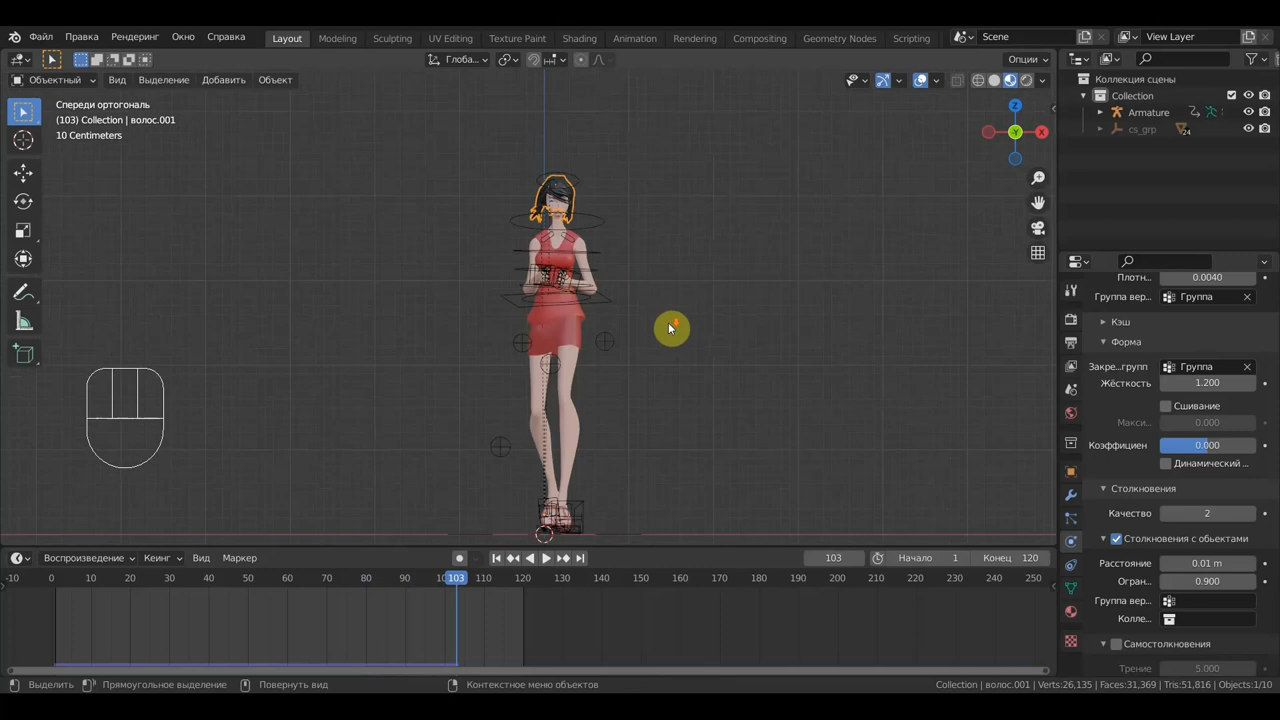 Файл Правка Рендеринг Окно Справка Layout Modeling Sculpting UV Editing Texture Paint Shading Animation Rendering Compositing Geometry Nodes Scripting Scene View Layer
Глоба... Опции
Объектный Вид Выделение Добавить Объект
Спереди ортогональ
(103) Collection | волос.001
10 Centimeters
Z
X
-Y
Коллекция сцены
Collection
Armature
cs_grp 24
Плотн... 0.0040
Группа вер... Группа
Кэш
Форма
Закре...групп Группа
Жёсткость 1.200
Сшивание
Макси... 0.000
Коэффициен 0.000
Динамический ...
Столкновения
Качество 2
Столкновения с объектами
Расстояние 0.01 m
Огран... 0.900
Группа вер...
Колле...
Самостолкновения
Трение 5.000
Воспроизведение Кеинг Вид Маркер 103 Начало 1 Конец 120
-10 0 10 20 30 40 50 60 70 80 90 103 110 120 130 140 150 160 170 180 190 200 210 220 230 240 250
Выделить Прямоугольное выделение Повернуть вид Контекстное меню объектов Collection | волос.001 | Verts:26,135 | Faces:31,369 | Tris:51,816 | Objects:1/10